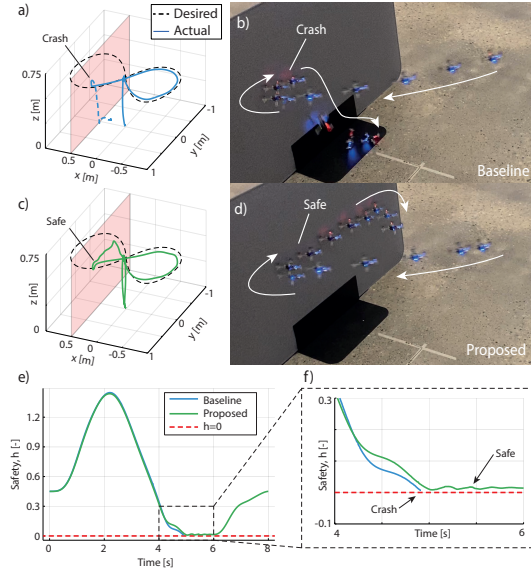 a)
Desired
Actual
Crash
0.75
z [m]
0
0.5
0
-0.5
x [m]
1
0
-1
y [m]
b)
Crash
Baseline
c)
Safe
0.75
z [m]
0
0.5
0
-0.5
x [m]
1
0
-1
y [m]
d)
Safe
Proposed
e)
Baseline
Proposed
h=0
Safety, h [-]
1.2
0.9
0.6
0.3
0
0
2
4
6
8
Time [s]
f)
Safety, h [-]
0.3
-0.1
Safe
Crash
4
6
Time [s]